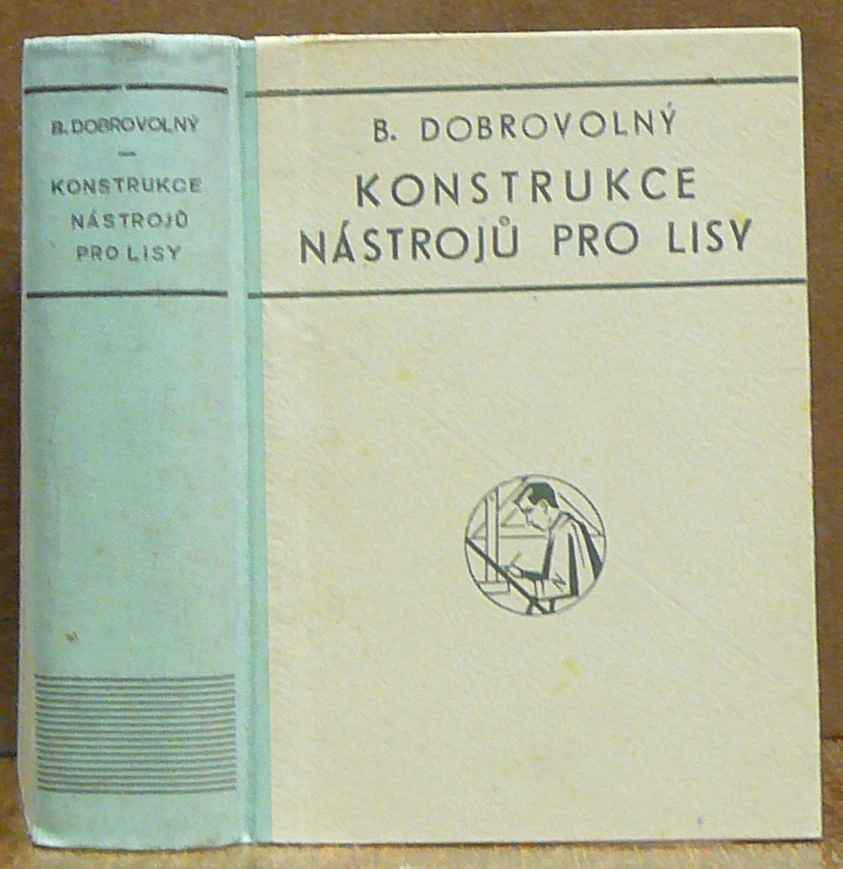 B. DOBROVOLNÝ
KONSTRUKCE
NÁSTROJŮ
PRO LISY
B. DOBROVOLNÝ
KONSTRUKCE
NÁSTROJŮ PRO LISY